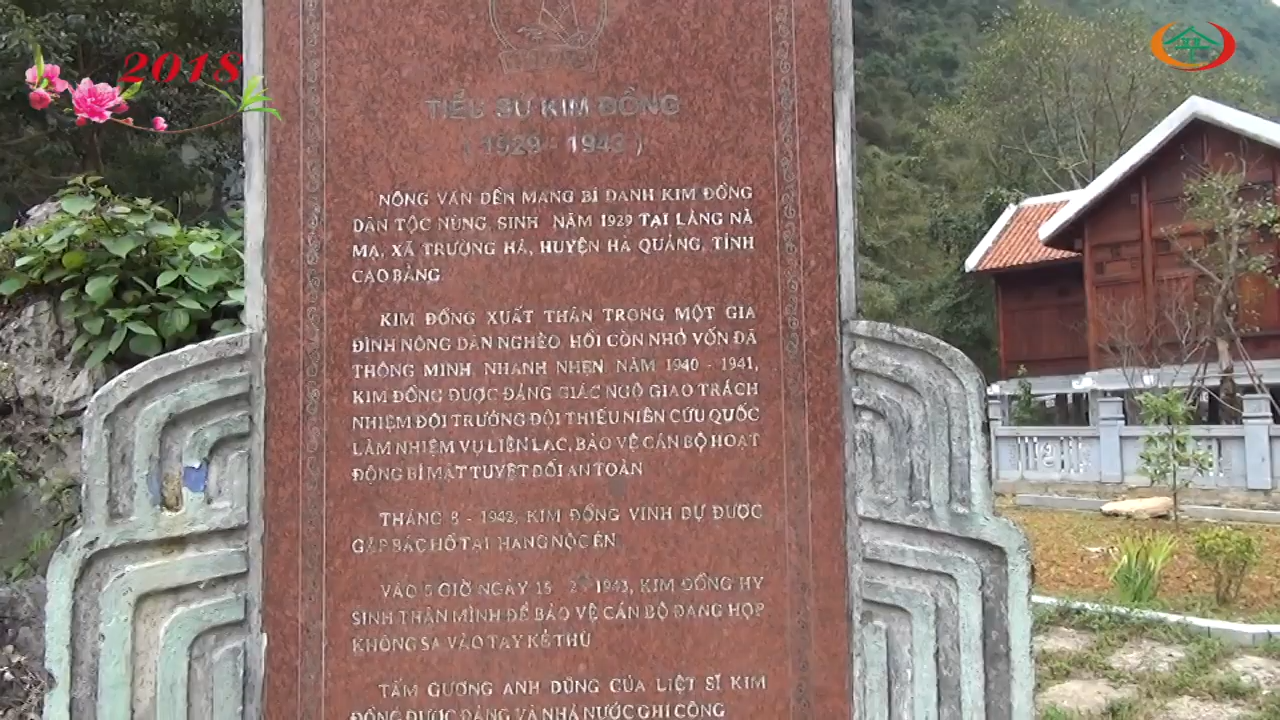 2018
TIỂU SỬ KIM ĐỒNG
( 1929 - 1943 )
NÔNG VĂN DỀN MANG BÍ DANH KIM ĐỒNG
DÂN TỘC NÙNG, SINH NĂM 1929 TẠI LÀNG NÀ
MẠ, XÃ TRƯỜNG HÀ, HUYỆN HÀ QUẢNG, TỈNH
CAO BẰNG
KIM ĐỒNG XUẤT THÂN TRONG MỘT GIA
ĐÌNH NÔNG DÂN NGHÈO HỒI CÒN NHỎ VỐN ĐÃ
THÔNG MINH, NHANH NHẸN NĂM 1940 - 1941,
KIM ĐỒNG ĐƯỢC ĐẢNG GIÁC NGỘ GIAO TRÁCH
NHIỆM ĐỘI TRƯỞNG ĐỘI THIẾU NIÊN CỨU QUỐC
LÀM NHIỆM VỤ LIÊN LẠC, BẢO VỆ CÁN BỘ HOẠT
ĐỘNG BÍ MẬT TUYỆT ĐỐI AN TOÀN
THÁNG 8 - 1942, KIM ĐỒNG VINH DỰ ĐƯỢC
GẶP BÁC HỒ TẠI HANG NỘC ÉN
VÀO 5 GIỜ NGÀY 15 2 1943, KIM ĐỒNG HY
SINH THÂN MÌNH ĐỂ BẢO VỆ CÁN BỘ ĐANG HỌP
KHÔNG SA VÀO TAY KẺ THÙ
TẤM GƯƠNG ANH DŨNG CỦA LIỆT SĨ KIM
ĐỒNG ĐƯỢC ĐẢNG VÀ NHÀ NƯỚC GHI CÔNG